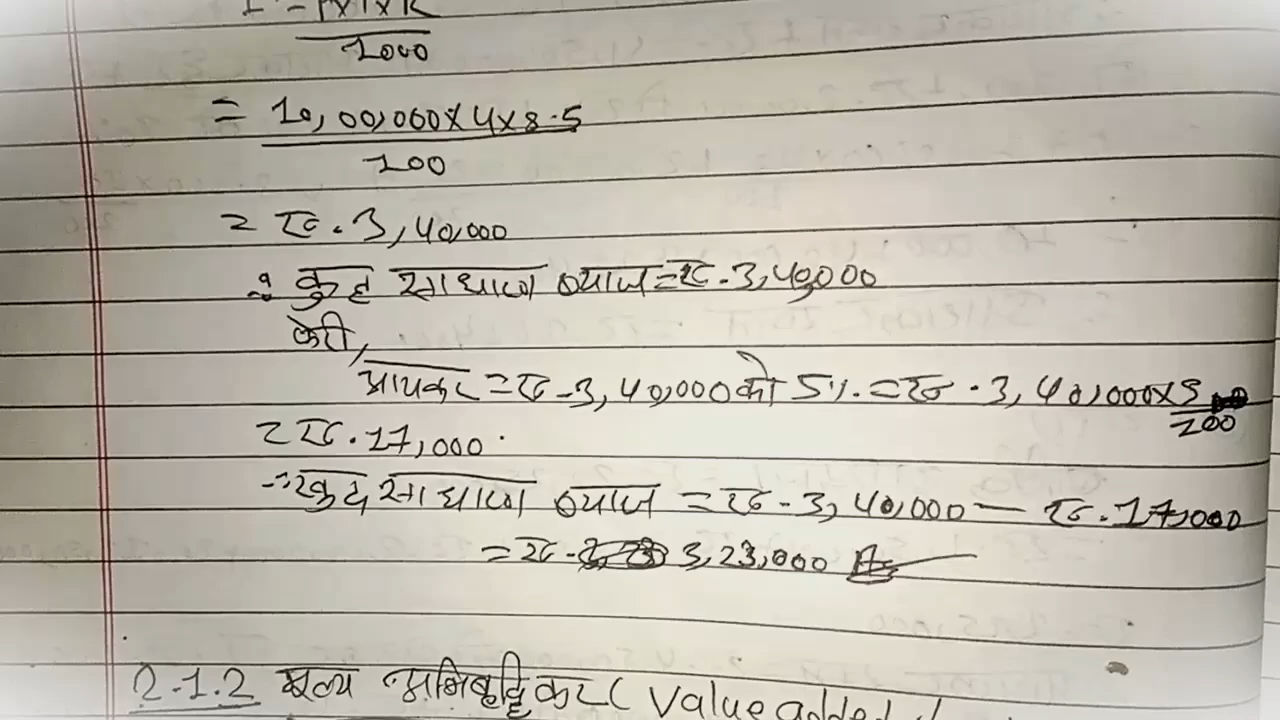 I = PXTXR
1000
= 10,00,000×4×8.5
100
= रु. 3,40,000
∴ कुल साधारण ब्याज = रु. 3,40,000
फेरी,
आयकर = रु - 3,40,000 को 5% = रु. 3,40,000×5
100
= रु. 17,000.
∴ खुद साधारण ब्याज = रु - 3,40,000 — रु. 17,000
= रु - 3,23,000
2.1.2 मूल्य अभिबृद्धि कर ( Value added